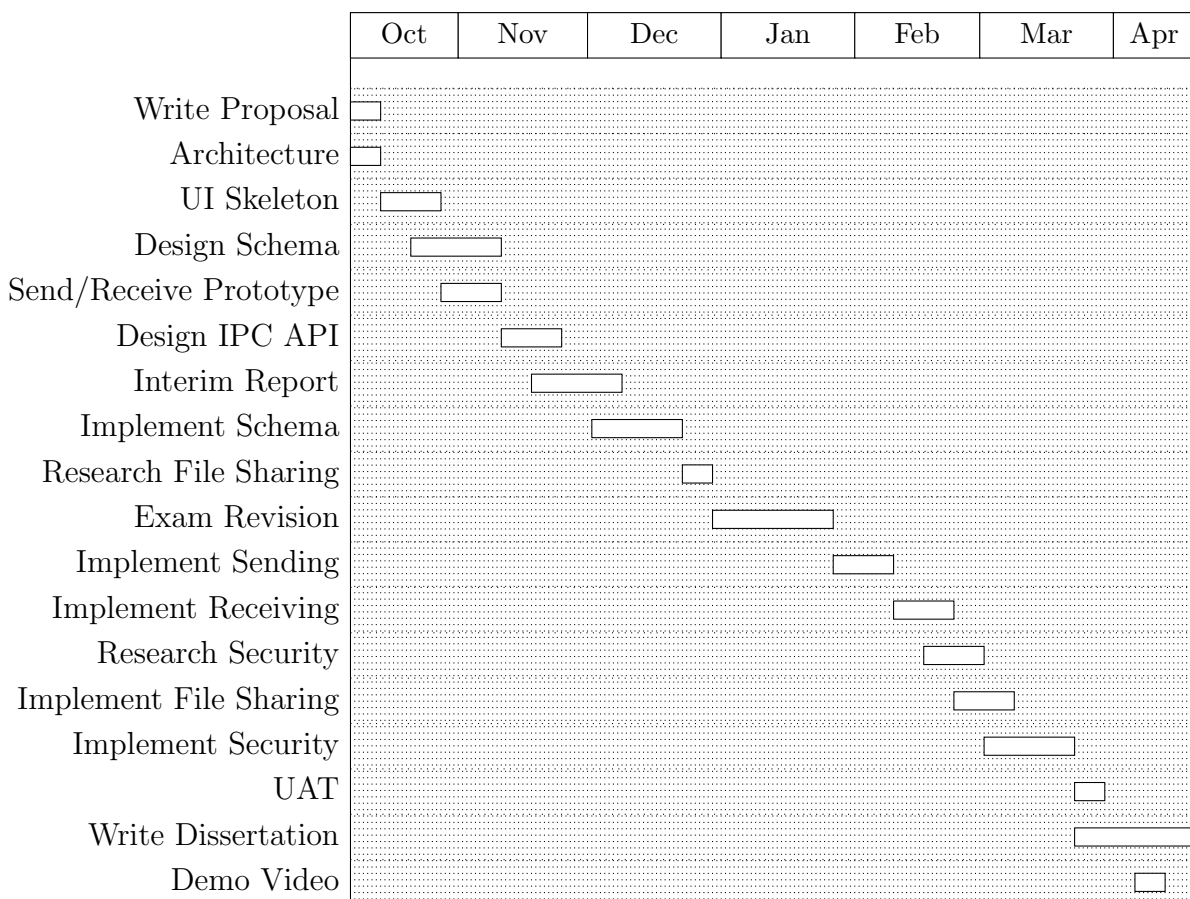 Oct Nov Dec Jan Feb Mar Apr
Write Proposal
Architecture
UI Skeleton
Design Schema
Send/Receive Prototype
Design IPC API
Interim Report
Implement Schema
Research File Sharing
Exam Revision
Implement Sending
Implement Receiving
Research Security
Implement File Sharing
Implement Security
UAT
Write Dissertation
Demo Video